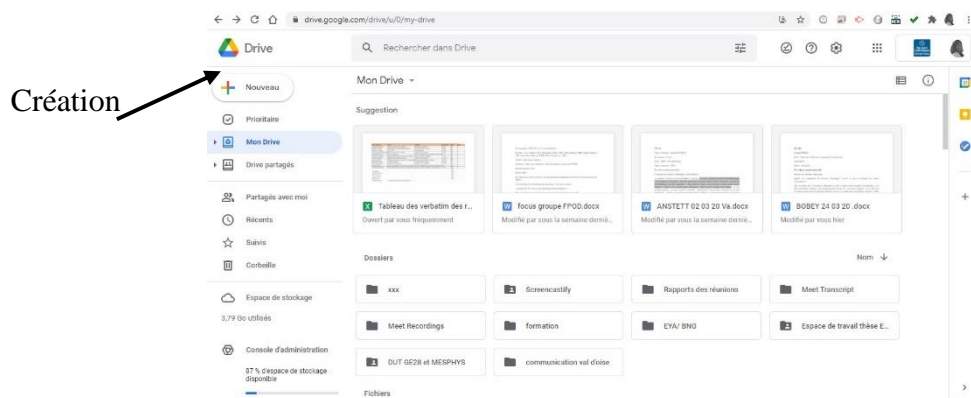 drive.google.com/drive/u/0/my-drive
Drive
Rechercher dans Drive
Création
Nouveau
Mon Drive
Prioritaire
Mon Drive
Drive partagés
Partagés avec moi
Récents
Suivis
Corbeille
Espace de stockage
3,79 Go utilisés
Console d'administration
87 % d'espace de stockage
disponible
Suggestion
Tableau des verbatim des r...
Ouvert par vous fréquemment
focus groupe FPOD.docx
Modifié par vous la semaine derniè...
ANSTETT 02 03 20 Va.docx
Modifié par vous la semaine derniè...
BOBEY 24 03 20 .docx
Modifié par vous hier
Dossiers
Nom
xxx
Screencastify
Rapports des réunions
Meet Transcript
Meet Recordings
formation
EYA/ BNG
Espace de travail thèse E...
DUT GE2B et MESPHYS
communication val d'oise
Fichiers